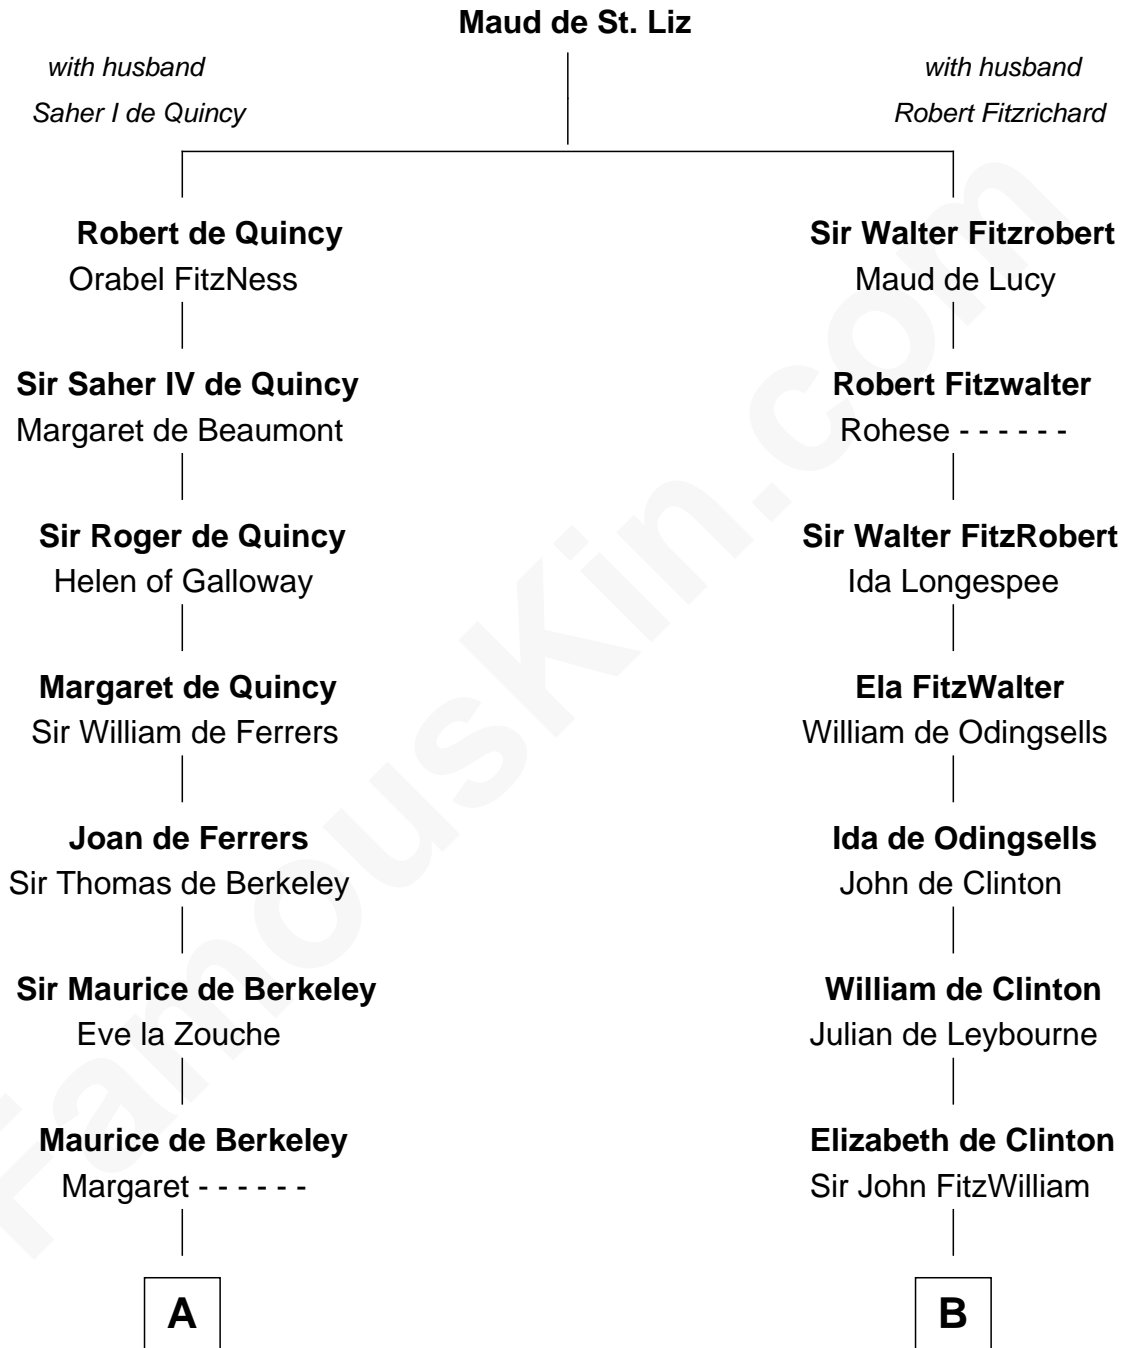 Maud de St. Liz
with husband
Saher I de Quincy
with husband
Robert Fitzrichard
Robert de Quincy
Orabel FitzNess
Sir Walter Fitzrobert
Maud de Lucy
Sir Saher IV de Quincy
Margaret de Beaumont
Robert Fitzwalter
Rohese - - - - - -
Sir Roger de Quincy
Helen of Galloway
Sir Walter FitzRobert
Ida Longespee
Margaret de Quincy
Sir William de Ferrers
Ela FitzWalter
William de Odingsells
Joan de Ferrers
Sir Thomas de Berkeley
Ida de Odingsells
John de Clinton
Sir Maurice de Berkeley
Eve la Zouche
William de Clinton
Julian de Leybourne
Maurice de Berkeley
Margaret - - - - - -
Elizabeth de Clinton
Sir John FitzWilliam
A
B
FamousKin.com